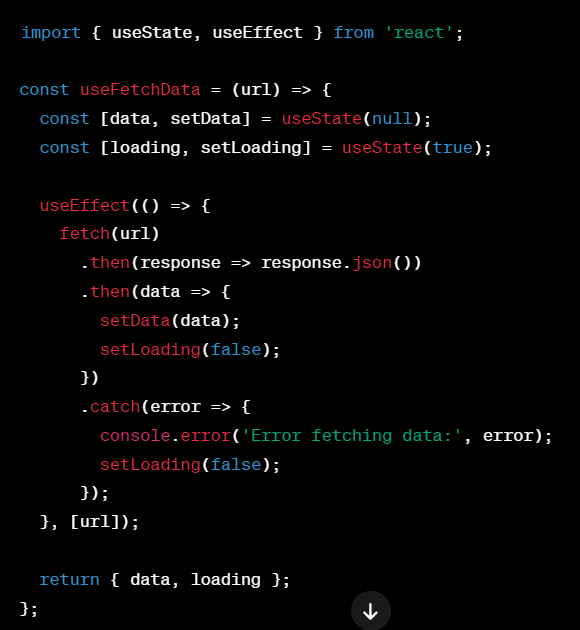 import { useState, useEffect } from 'react';
const useFetchData = (url) => {
const [data, setData] = useState(null);
const [loading, setLoading] = useState(true);
useEffect(() => {
fetch(url)
.then(response => response.json())
.then(data => {
setData(data);
setLoading(false);
})
.catch(error => {
console.error('Error fetching data:', error);
setLoading(false);
});
}, [url]);
return { data, loading };
};